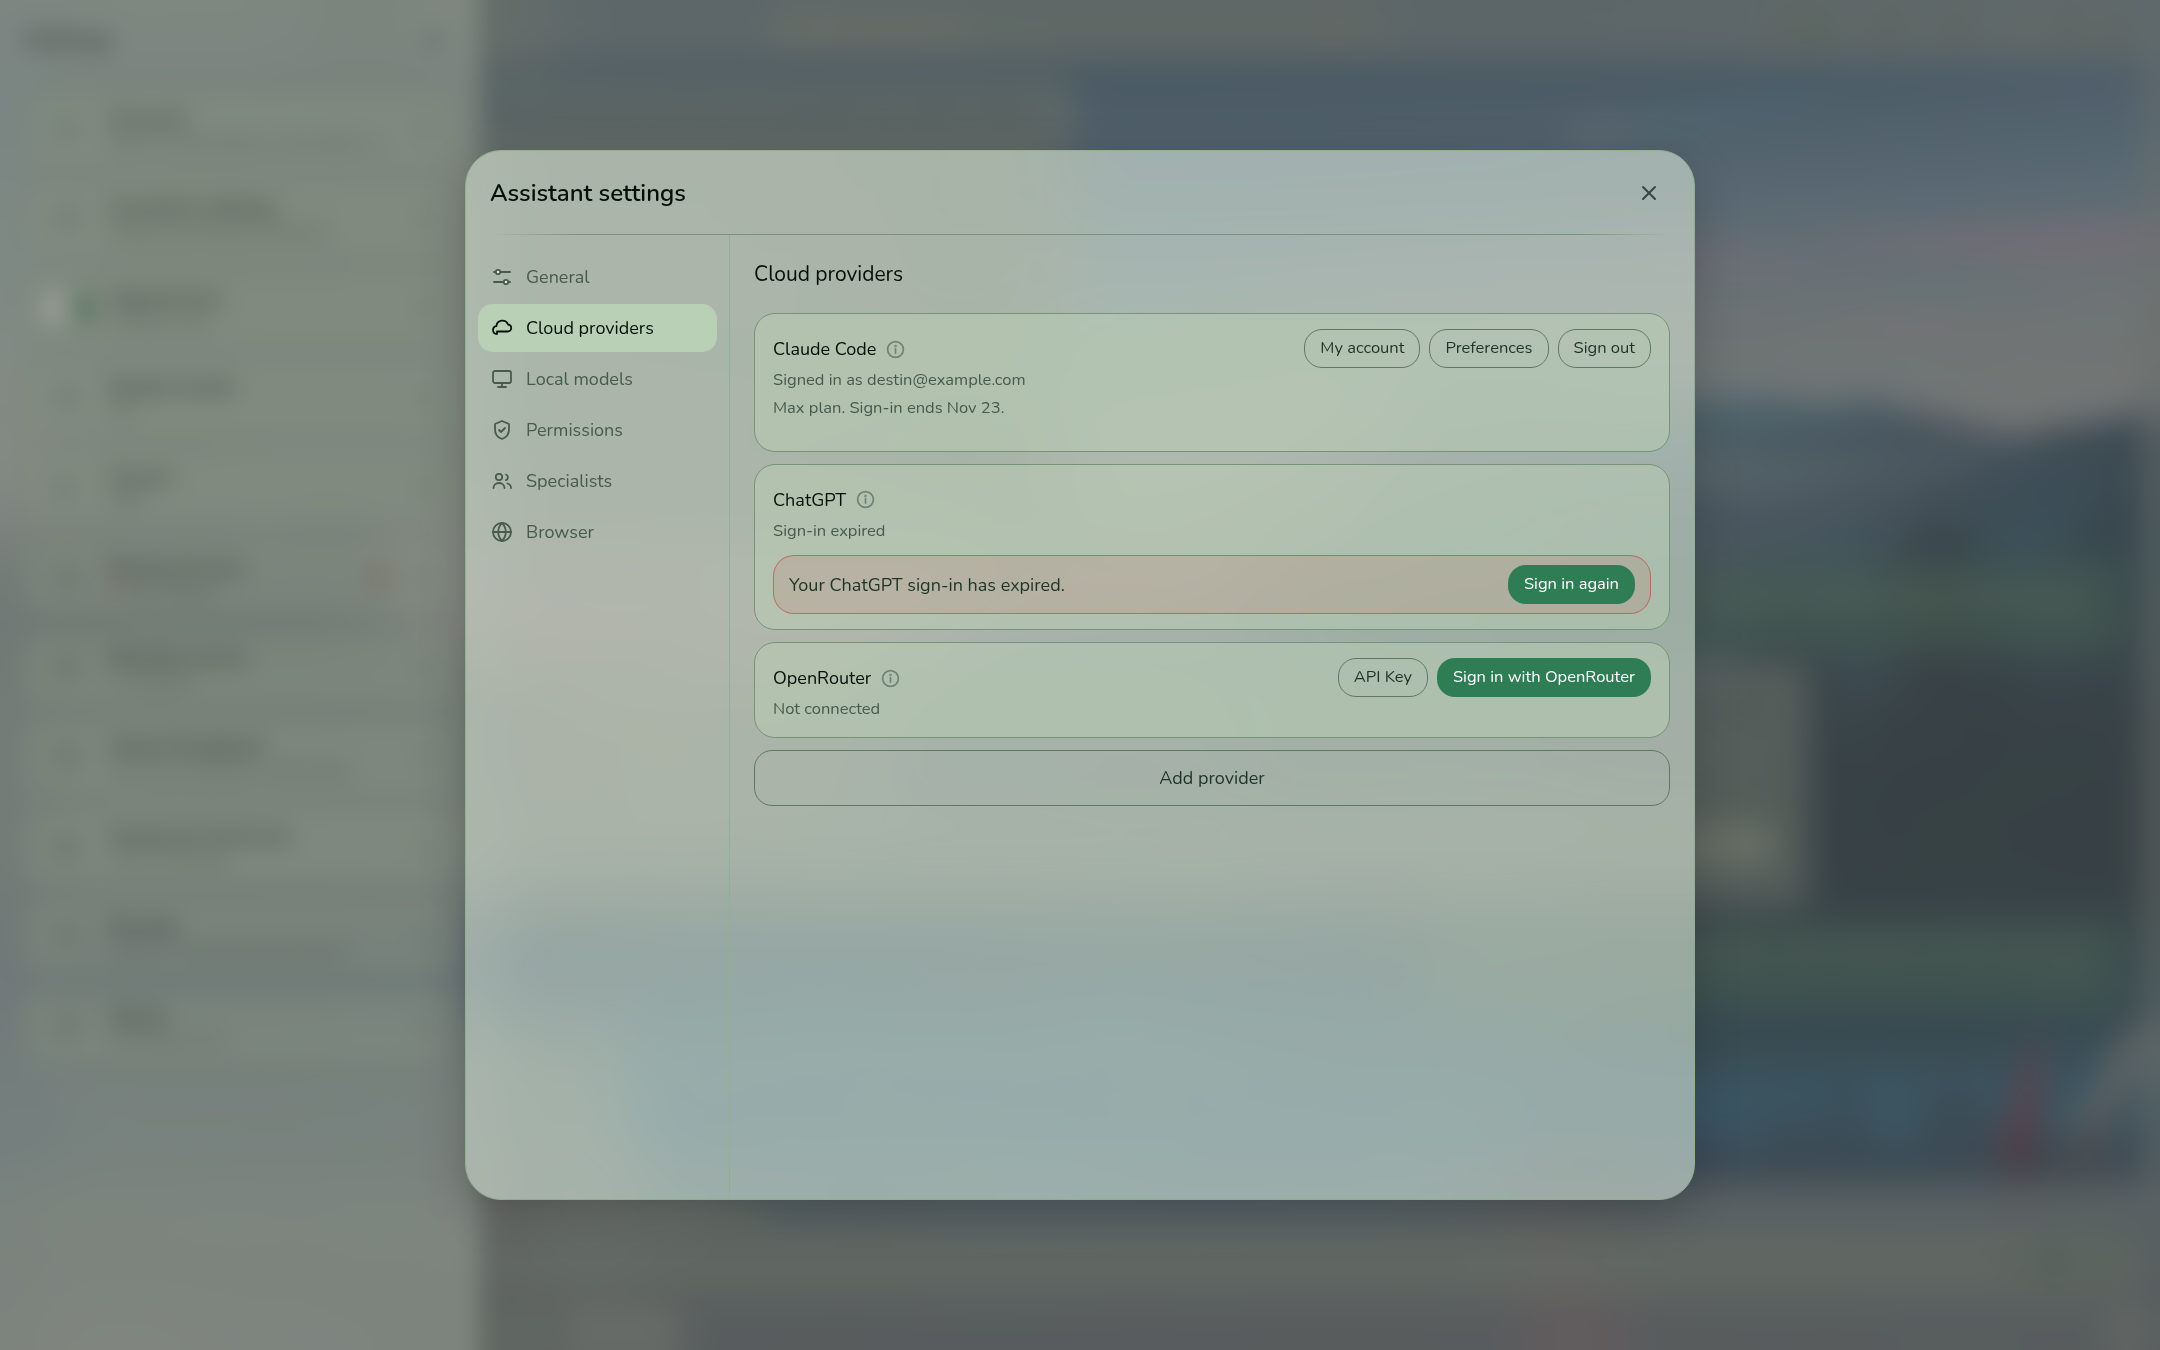 Assistant settings
General
Cloud providers
Local models
Permissions
Specialists
Browser
Cloud providers
Claude Code
My account
Preferences
Sign out
Signed in as destin@example.com
Max plan. Sign-in ends Nov 23.
ChatGPT
Sign-in expired
Your ChatGPT sign-in has expired.
Sign in again
OpenRouter
API Key
Sign in with OpenRouter
Not connected
Add provider